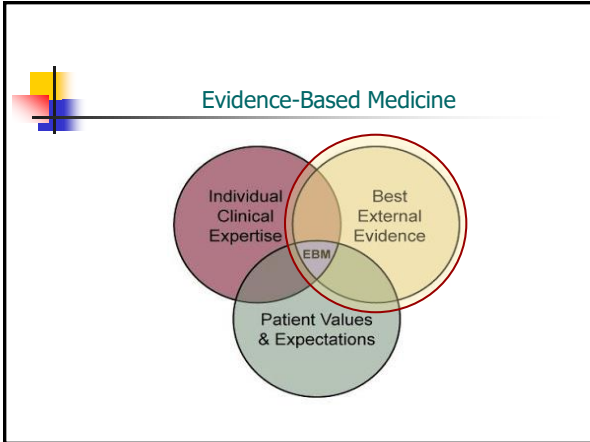 Evidence-Based Medicine
Individual
Clinical
Expertise
Best
External
Evidence
EBM
Patient Values
& Expectations